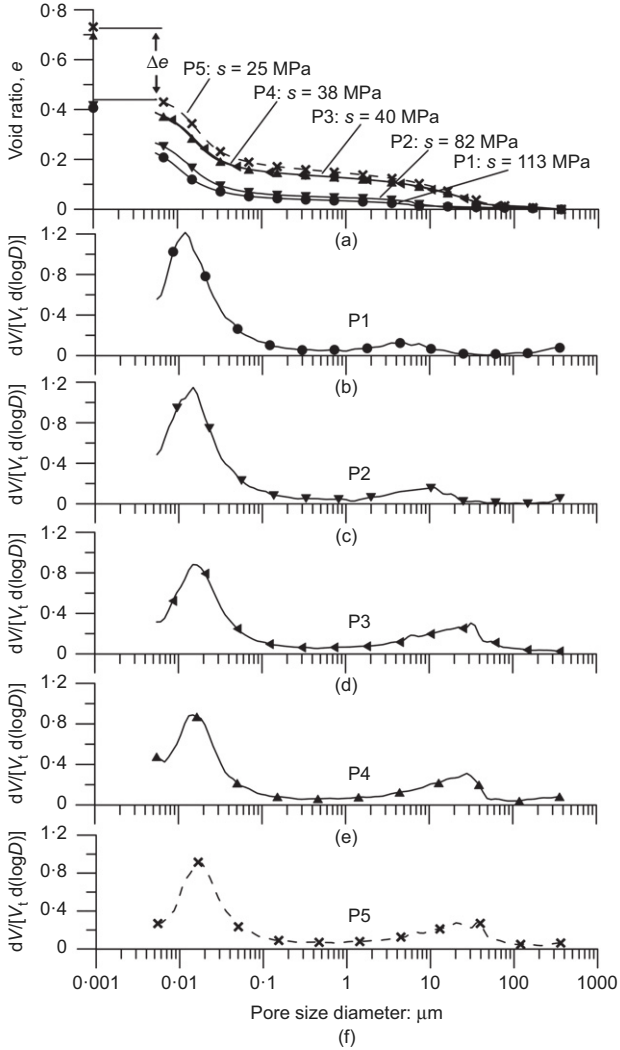 0·8
0·6
0·4
0·2
0
Void ratio, e
Δe
P5: s = 25 MPa
P4: s = 38 MPa
P3: s = 40 MPa
P2: s = 82 MPa
P1: s = 113 MPa
(a)
1·2
0·8
0·4
0
dV/[Vt d(logD)]
P1
(b)
1·2
0·8
0·4
0
dV/[Vt d(logD)]
P2
(c)
1·2
0·8
0·4
0
dV/[Vt d(logD)]
P3
(d)
1·2
0·8
0·4
0
dV/[Vt d(logD)]
P4
(e)
1·2
0·8
0·4
0
dV/[Vt d(logD)]
P5
0·001 0·01 0·1 1 10 100 1000
Pore size diameter: μm
(f)